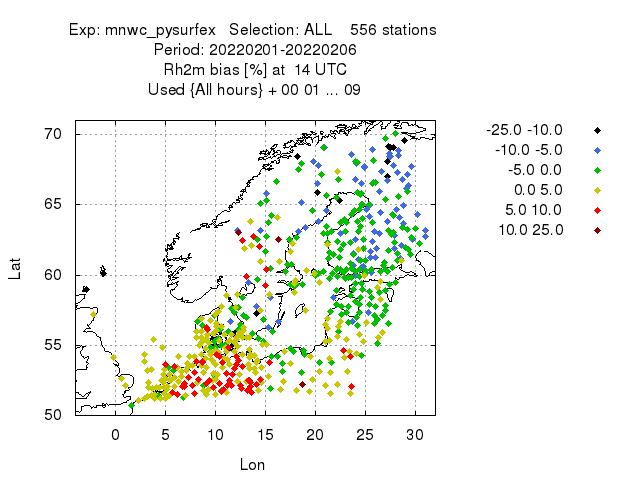 Exp: mnwc_pysurfex   Selection: ALL    556 stations
Period: 20220201-20220206
Rh2m bias [%] at  14 UTC
Used {All hours} + 00 01 ... 09
-25.0 -10.0
-10.0 -5.0
-5.0 0.0
0.0 5.0
5.0 10.0
10.0 25.0
70
65
60
55
50
Lat
0 5 10 15 20 25 30
Lon